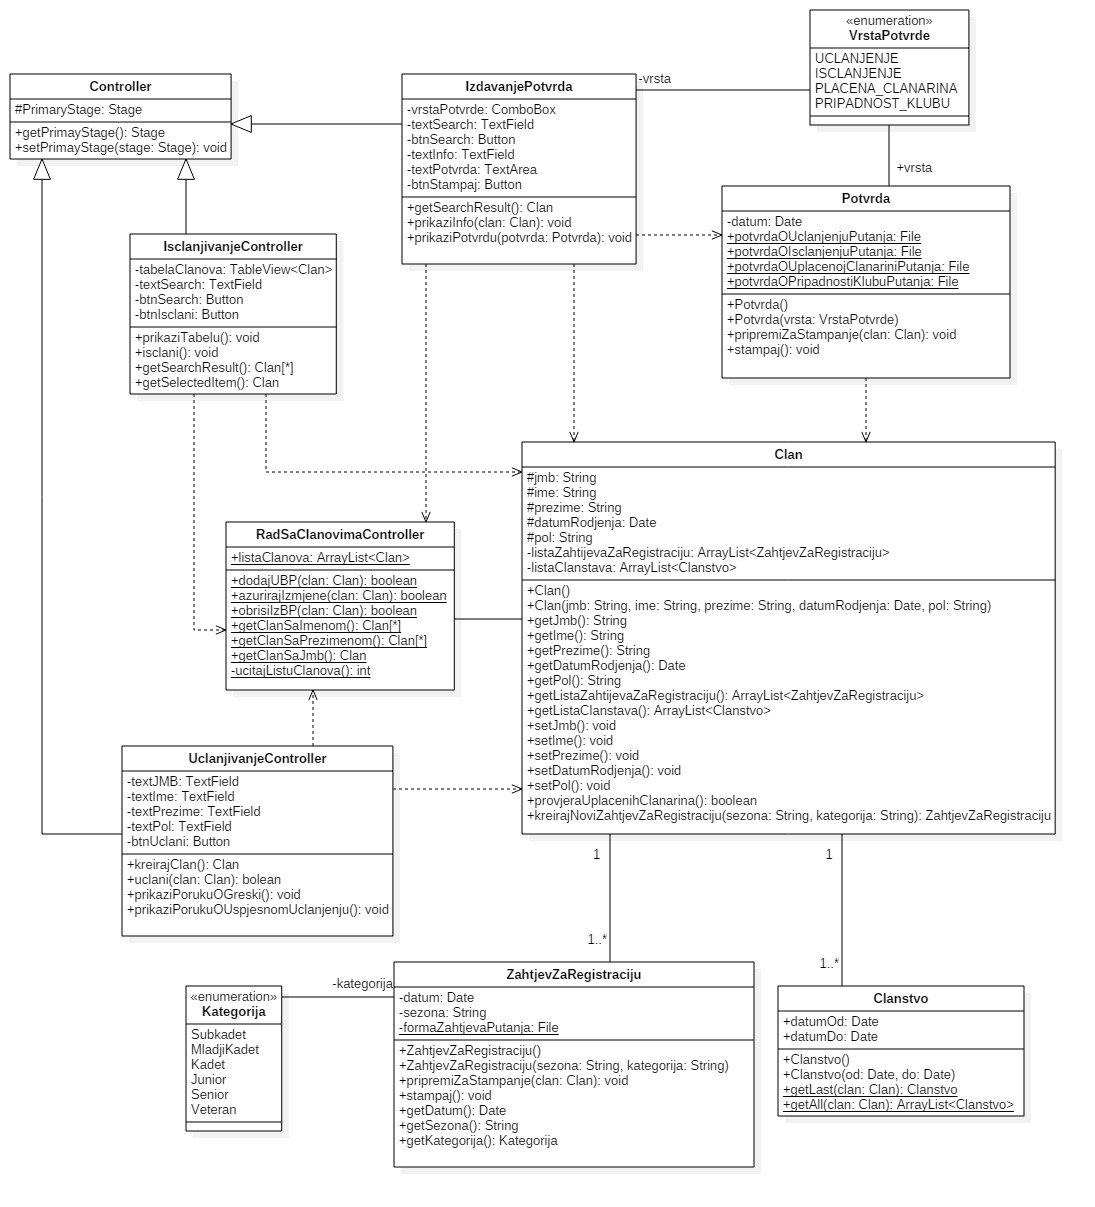 «enumeration»
VrstaPotvrde
UCLANJENJE
ISCLANJENJE
PLACENA_CLANARINA
PRIPADNOST_KLUBU
Controller
#PrimaryStage: Stage
+getPrimayStage(): Stage
+setPrimayStage(stage: Stage): void
IzdavanjePotvrda
-vrstaPotvrde: ComboBox
-textSearch: TextField
-btnSearch: Button
-textInfo: TextField
-textPotvrda: TextArea
-btnStampaj: Button
+getSearchResult(): Clan
+prikaziInfo(clan: Clan): void
+prikaziPotvrdu(potvrda: Potvrda): void
-vrsta
+vrsta
Potvrda
-datum: Date
+potvrdaOUclanjenjuPutanja: File
+potvrdaOIsclanjenjuPutanja: File
+potvrdaOUplacenojClanariniPutanja: File
+potvrdaOPripadnostiKlubuPutanja: File
+Potvrda()
+Potvrda(vrsta: VrstaPotvrde)
+pripremiZaStampanje(clan: Clan): void
+stampaj(): void
IsclanjivanjeController
-tabelaClanova: TableView<Clan>
-textSearch: TextField
-btnSearch: Button
-btnIsclani: Button
+prikaziTabelu(): void
+isclani(): void
+getSearchResult(): Clan[*]
+getSelectedItem(): Clan
Clan
#jmb: String
#ime: String
#prezime: String
#datumRodjenja: Date
#pol: String
-listaZahtijevaZaRegistraciju: ArrayList<ZahtjevZaRegistraciju>
-listaClanstava: ArrayList<Clanstvo>
+Clan()
+Clan(jmb: String, ime: String, prezime: String, datumRodjenja: Date, pol: String)
+getJmb(): String
+getIme(): String
+getPrezime(): String
+getDatumRodjenja(): Date
+getPol(): String
+getListaZahtijevaZaRegistraciju(): ArrayList<ZahtjevZaRegistraciju>
+getListaClanstava(): ArrayList<Clanstvo>
+setJmb(): void
+setIme(): void
+setPrezime(): void
+setDatumRodjenja(): void
+setPol(): void
+provjeraUplacenihClanarina(): boolean
+kreirajNoviZahtjevZaRegistraciju(sezona: String, kategorija: String): ZahtjevZaRegistraciju
RadSaClanovimaController
+listaClanova: ArrayList<Clan>
+dodajUBP(clan: Clan): boolean
+azurirajIzmjene(clan: Clan): boolean
+obrisiIzBP(clan: Clan): boolean
+getClanSaImenom(): Clan[*]
+getClanSaPrezimenom(): Clan[*]
+getClanSaJmb(): Clan
-ucitajListuClanova(): int
UclanjivanjeController
-textJMB: TextField
-textIme: TextField
-textPrezime: TextField
-textPol: TextField
-btnUclani: Button
+kreirajClan(): Clan
+uclani(clan: Clan): bolean
+prikaziPorukuOGreski(): void
+prikaziPorukuOUspjesnomUclanjenju(): void
1
1
1..*
1..*
-kategorija
«enumeration»
Kategorija
Subkadet
MladjiKadet
Kadet
Junior
Senior
Veteran
ZahtjevZaRegistraciju
-datum: Date
-sezona: String
-formaZahtjevaPutanja: File
+ZahtjevZaRegistraciju()
+ZahtjevZaRegistraciju(sezona: String, kategorija: String)
+pripremiZaStampanje(clan: Clan): void
+stampaj(): void
+getDatum(): Date
+getSezona(): String
+getKategorija(): Kategorija
Clanstvo
+datumOd: Date
+datumDo: Date
+Clanstvo()
+Clanstvo(od: Date, do: Date)
+getLast(clan: Clan): Clanstvo
+getAll(clan: Clan): ArrayList<Clanstvo>